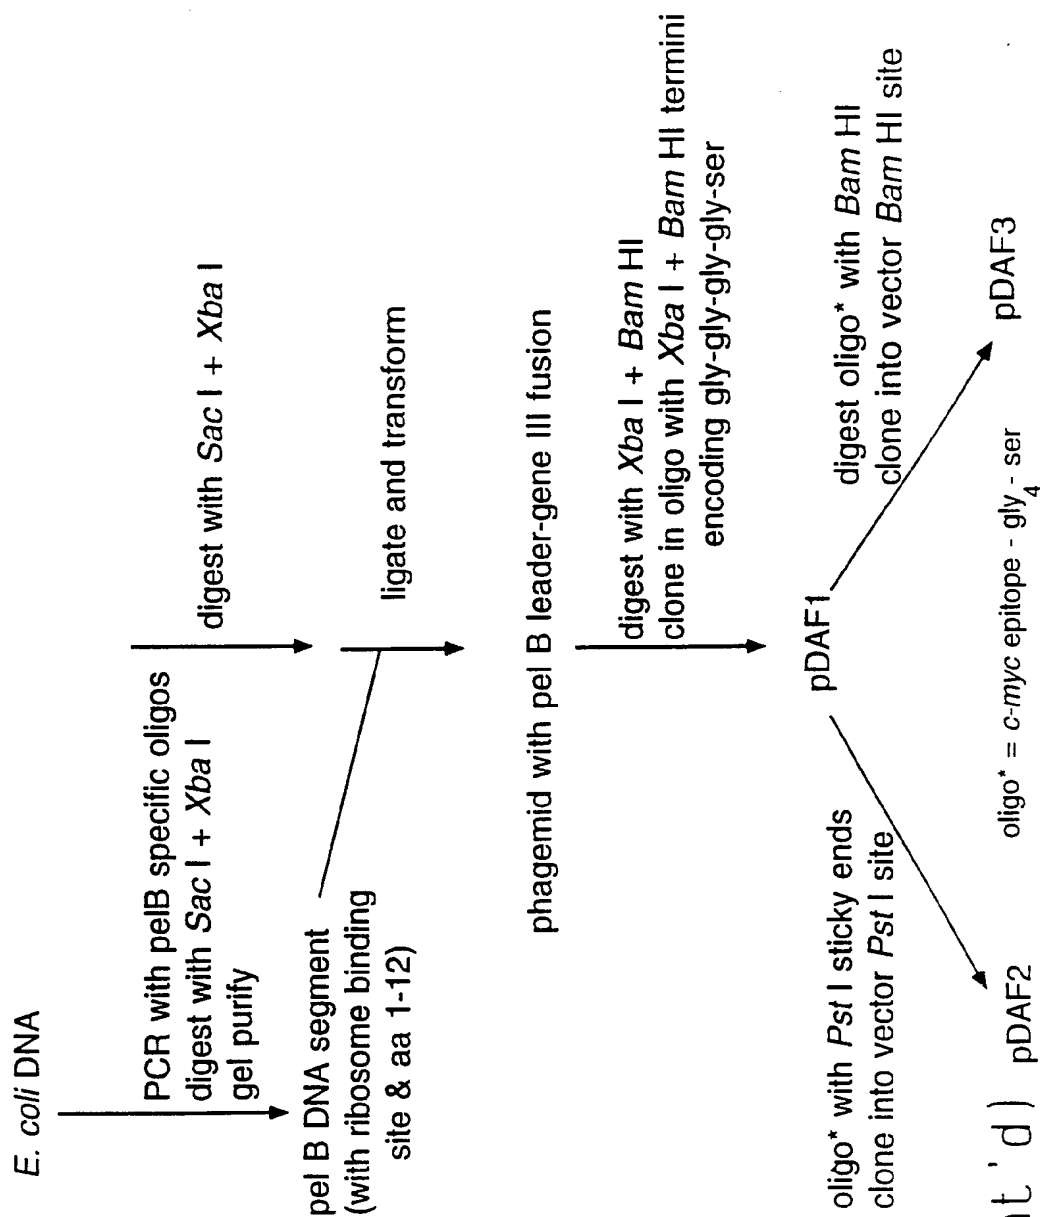 E. coli DNA
PCR with pelB specific oligos
digest with Sac I + Xba I
gel purify
digest with Sac I + Xba I
pel B DNA segment
(with ribosome binding
site & aa 1-12)
ligate and transform
phagemid with pel B leader-gene III fusion
digest with Xba I + Bam HI
clone in oligo with Xba I + Bam HI termini
encoding gly-gly-gly-gly-ser
pDAF1
oligo* with Pst I sticky ends
clone into vector Pst I site
digest oligo* with Bam HI
clone into vector Bam HI site
pDAF2
pDAF3
oligo* = c-myc epitope - gly4 - ser
nt'd)